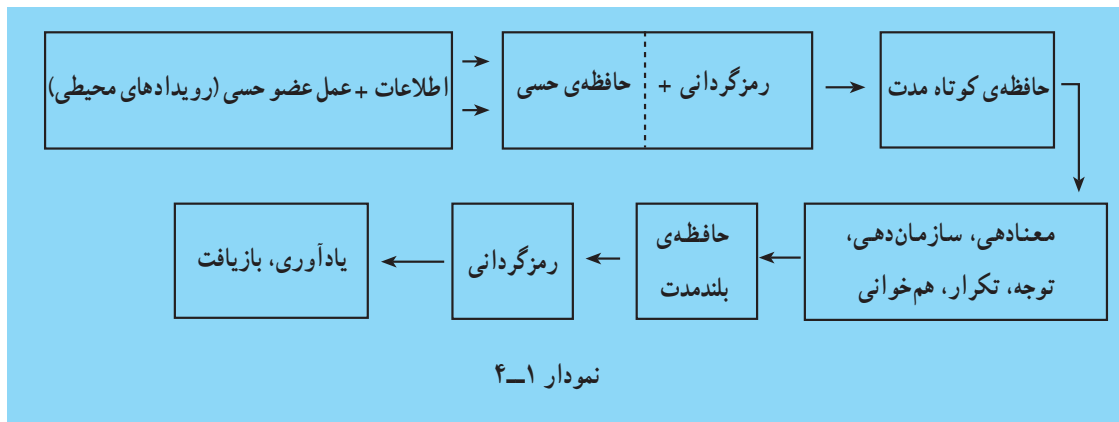 اطلاعات + عمل عضو حسی (رویدادهای محیطی)
حافظه‌ی حسی + رمزگردانی
حافظه‌ی کوتاه مدت
معنادهی، سازمان‌دهی،
توجه، تکرار، هم‌خوانی
حافظه‌ی
بلندمدت
رمزگردانی
یادآوری، بازیافت
نمودار ۱ــ۴